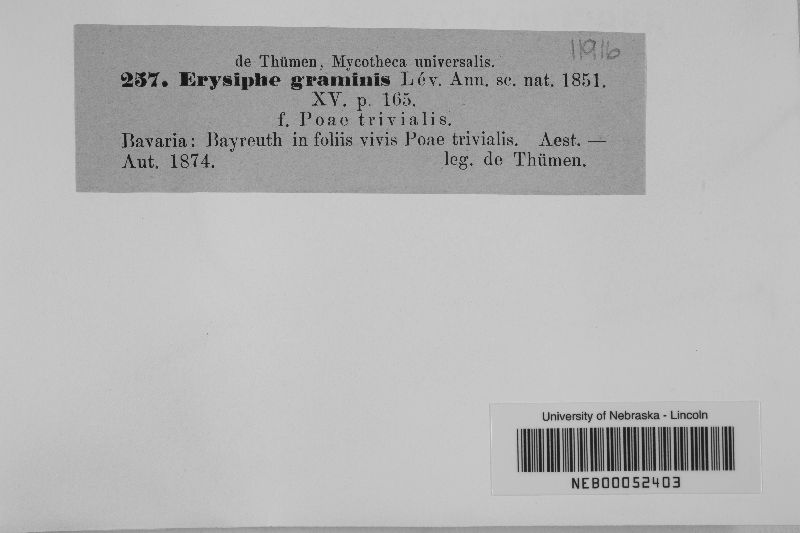 11916
de Thümen, Mycotheca universalis.
257. Erysiphe graminis Lév. Ann. sc. nat. 1851.
XV. p. 165.
f. Poae trivialis.
Bavaria: Bayreuth in foliis vivis Poae trivialis. Aest. —
Aut. 1874. leg. de Thümen.
University of Nebraska - Lincoln
NEB00052403